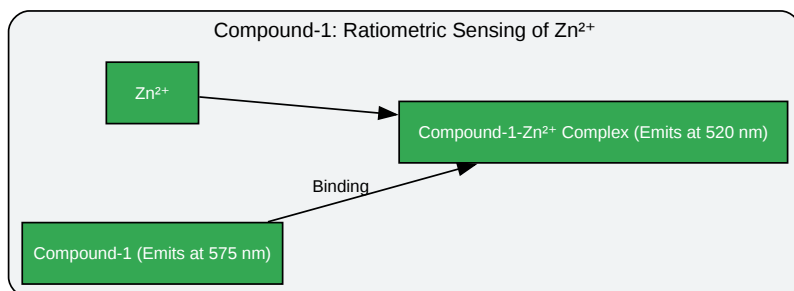 Compound-1: Ratiometric Sensing of Zn²⁺
Zn²⁺
Compound-1-Zn²⁺ Complex (Emits at 520 nm)
Binding
Compound-1 (Emits at 575 nm)